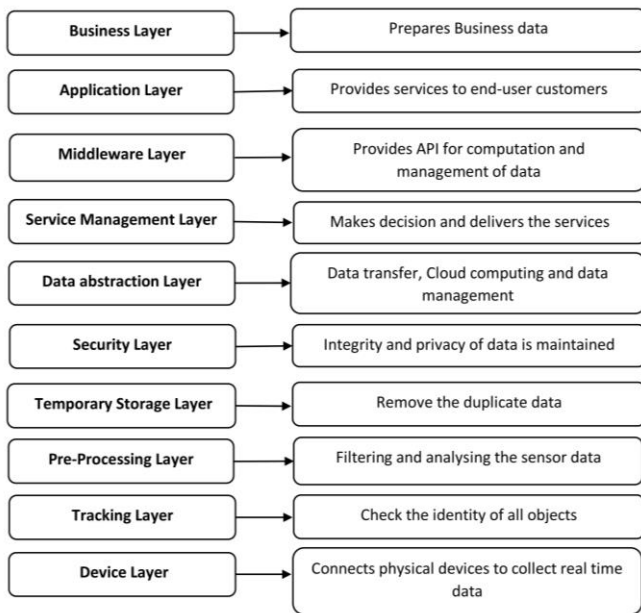 Business Layer
Prepares Business data
Application Layer
Provides services to end-user customers
Middleware Layer
Provides API for computation and
management of data
Service Management Layer
Makes decision and delivers the services
Data abstraction Layer
Data transfer, Cloud computing and data
management
Security Layer
Integrity and privacy of data is maintained
Temporary Storage Layer
Remove the duplicate data
Pre-Processing Layer
Filtering and analysing the sensor data
Tracking Layer
Check the identity of all objects
Device Layer
Connects physical devices to collect real time
data